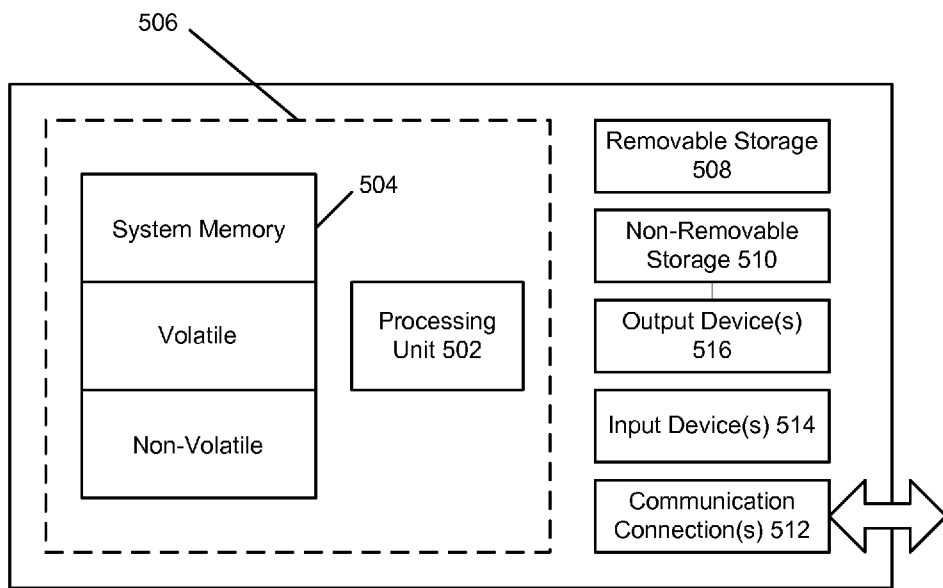 506
504
System Memory
Volatile
Non-Volatile
Processing
Unit 502
Removable Storage
508
Non-Removable
Storage 510
Output Device(s)
516
Input Device(s) 514
Communication
Connection(s) 512